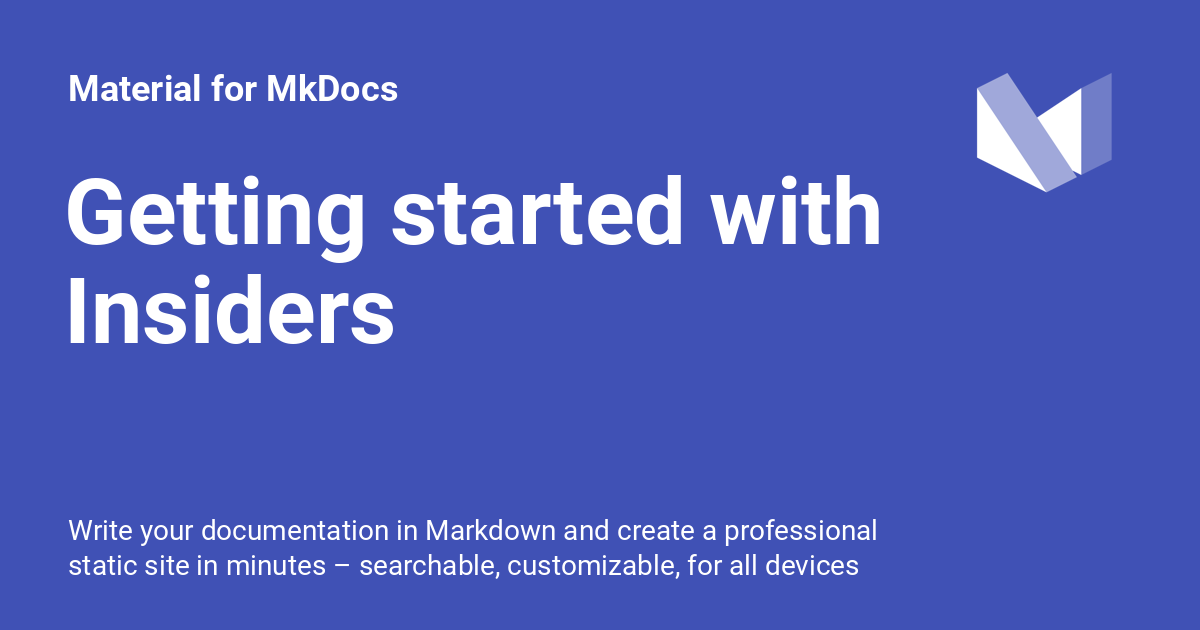 Material for MkDocs
Getting started with
Insiders
Write your documentation in Markdown and create a professional
static site in minutes – searchable, customizable, for all devices